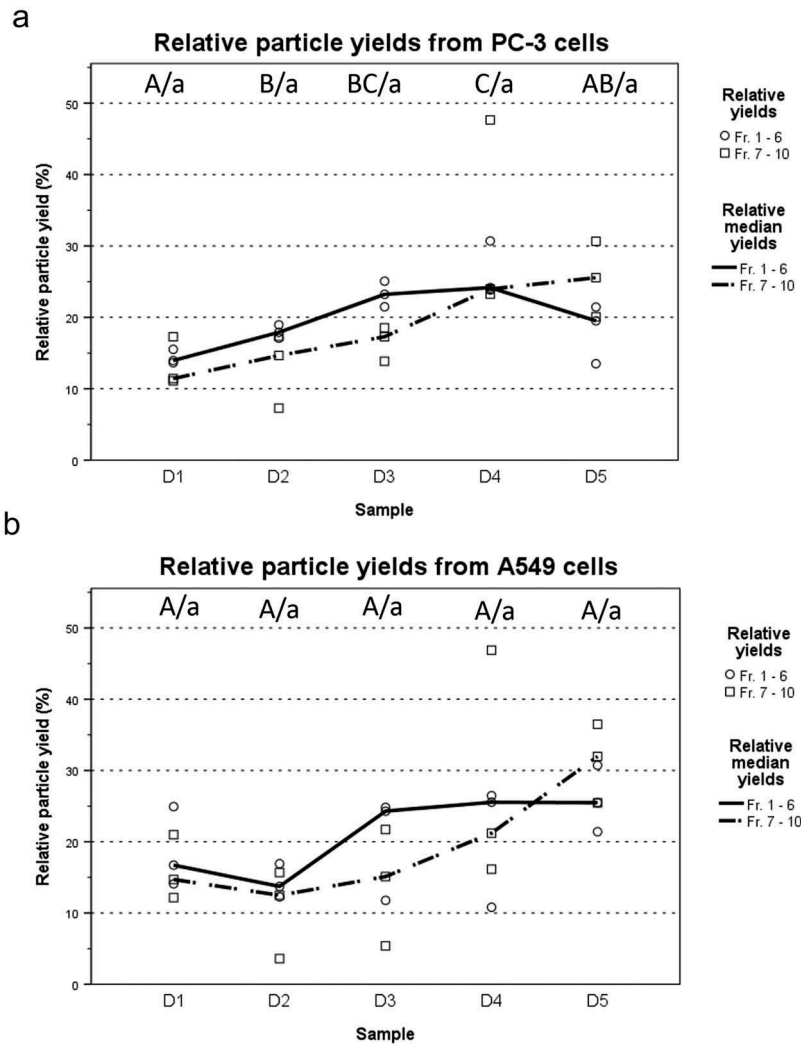 a
Relative particle yields from PC-3 cells
A/a B/a BC/a C/a AB/a
50
40
30
20
10
0
Relative particle yield (%)
D1 D2 D3 D4 D5
Sample
Relative
yields
Fr. 1 - 6
Fr. 7 - 10
Relative
median
yields
Fr. 1 - 6
Fr. 7 - 10
b
Relative particle yields from A549 cells
A/a A/a A/a A/a A/a
50
40
30
20
10
0
Relative particle yield (%)
D1 D2 D3 D4 D5
Sample
Relative
yields
Fr. 1 - 6
Fr. 7 - 10
Relative
median
yields
Fr. 1 - 6
Fr. 7 - 10